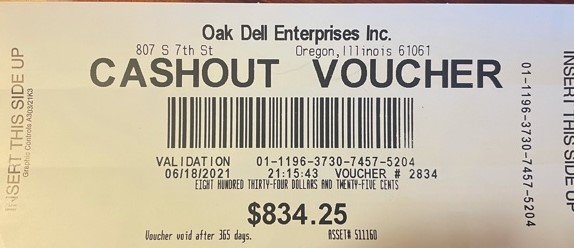 Oak Dell Enterprises Inc.
807 S 7th St Oregon, Illinois 61061
CASHOUT VOUCHER
VALIDATION 01-1196-3730-7457-5204
06/18/2021 21:15:43 VOUCHER # 2834
EIGHT HUNDRED THIRTY-FOUR DOLLARS AND TWENTY-FIVE CENTS
$834.25
Voucher void after 365 days. ASSET# 511160
INSERT THIS SIDE UP
Graphic Controls
01-1196-3730-7457-5204
INSERT THIS SIDE UP